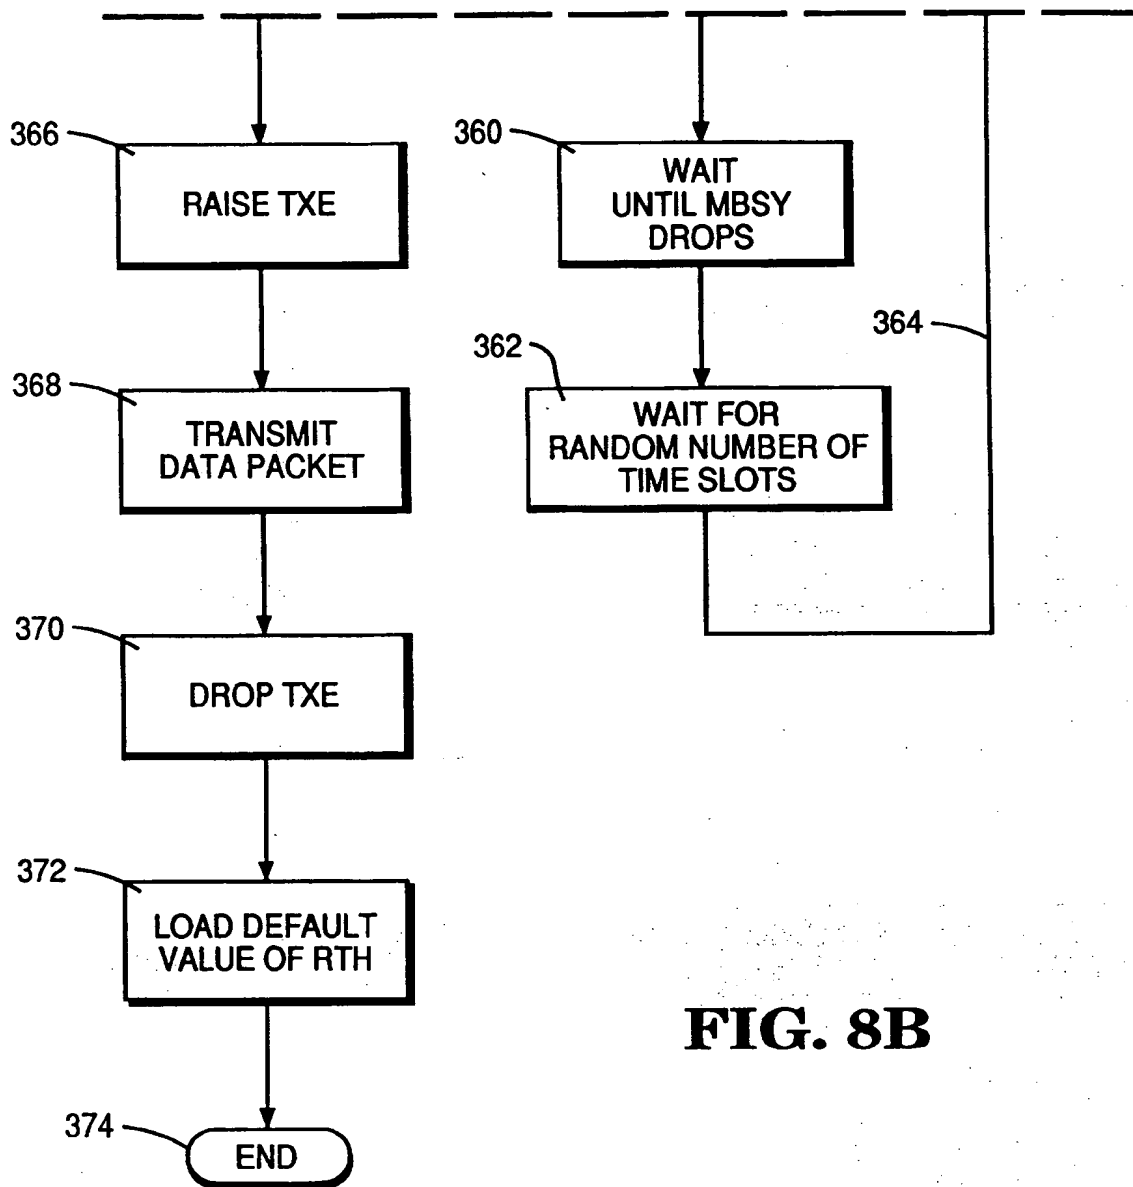 366
RAISE TXE
368
TRANSMIT
DATA PACKET
370
DROP TXE
372
LOAD DEFAULT
VALUE OF RTH
374
END
360
WAIT
UNTIL MBSY
DROPS
362
WAIT FOR
RANDOM NUMBER OF
TIME SLOTS
364
FIG. 8B